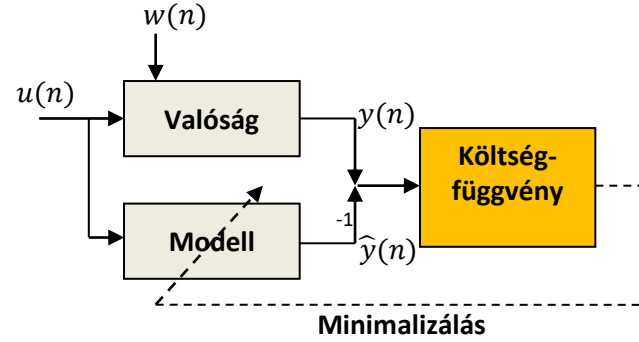 w(n)
u(n)
Valóság
y(n)
Költség-
függvény
Modell
-1
ŷ(n)
Minimalizálás